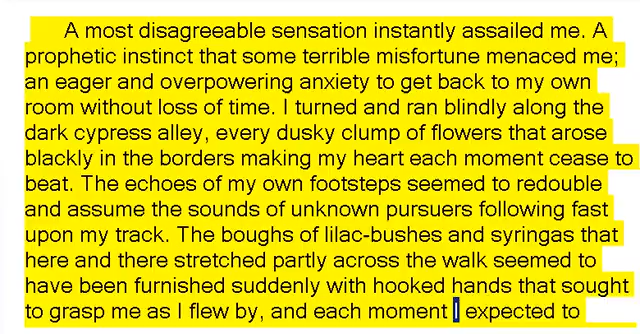 A most disagreeable sensation instantly assailed me. A
prophetic instinct that some terrible misfortune menaced me;
an eager and overpowering anxiety to get back to my own
room without loss of time. I turned and ran blindly along the
dark cypress alley, every dusky clump of flowers that arose
blackly in the borders making my heart each moment cease to
beat. The echoes of my own footsteps seemed to redouble
and assume the sounds of unknown pursuers following fast
upon my track. The boughs of lilac-bushes and syringas that
here and there stretched partly across the walk seemed to
have been furnished suddenly with hooked hands that sought
to grasp me as I flew by, and each moment I expected to